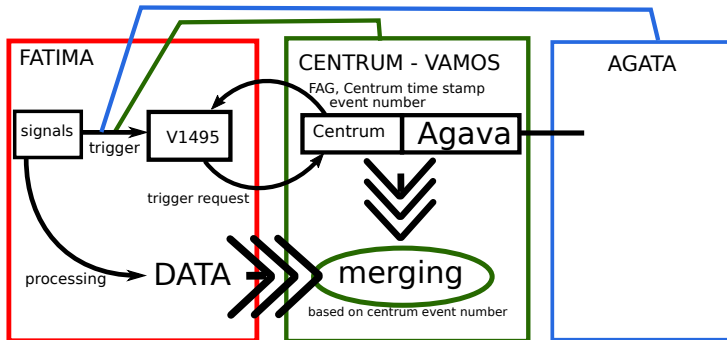 FATIMA
CENTRUM - VAMOS
AGATA
FAG, Centrum time stamp
event number
signals
trigger
V1495
Centrum
Agava
trigger request
processing
DATA
merging
based on centrum event number